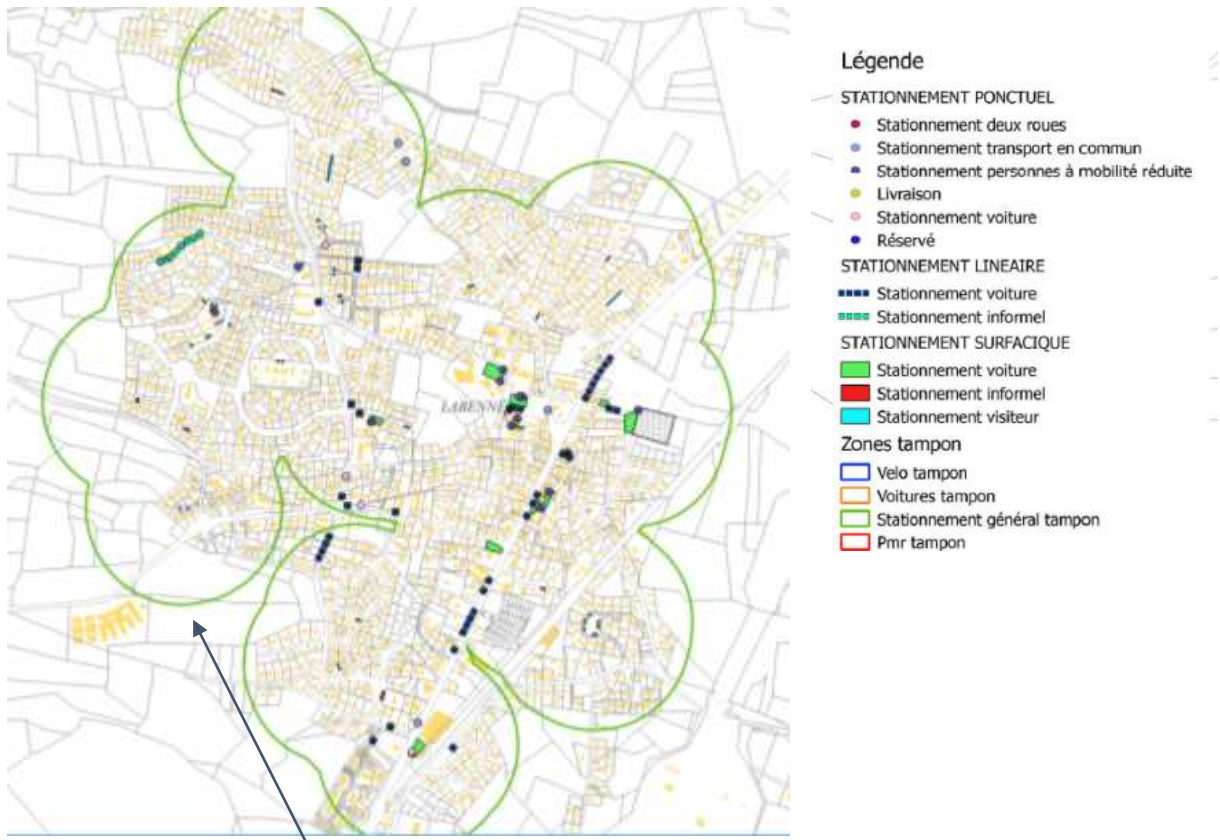 LABENNE
Légende
STATIONNEMENT PONCTUEL
Stationnement deux roues
Stationnement transport en commun
Stationnement personnes à mobilité réduite
Livraison
Stationnement voiture
Réservé
STATIONNEMENT LINEAIRE
Stationnement voiture
Stationnement informel
STATIONNEMENT SURFACIQUE
Stationnement voiture
Stationnement informel
Stationnement visiteur
Zones tampon
Velo tampon
Voitures tampon
Stationnement général tampon
Pmr tampon